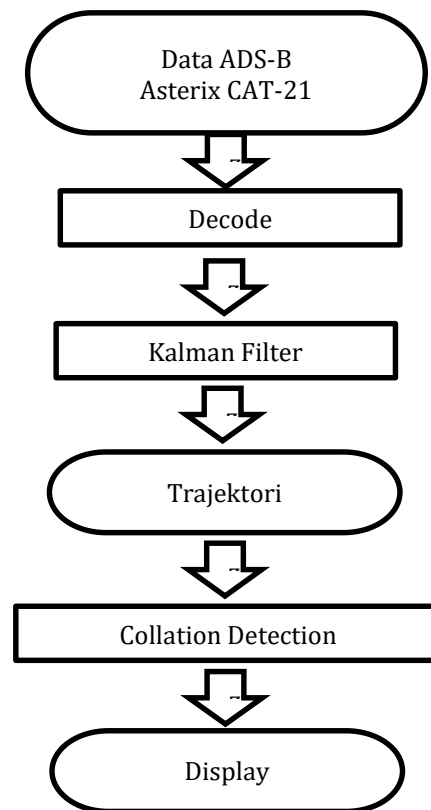 Data ADS-B
Asterix CAT-21
Decode
Kalman Filter
Trajektori
Collation Detection
Display